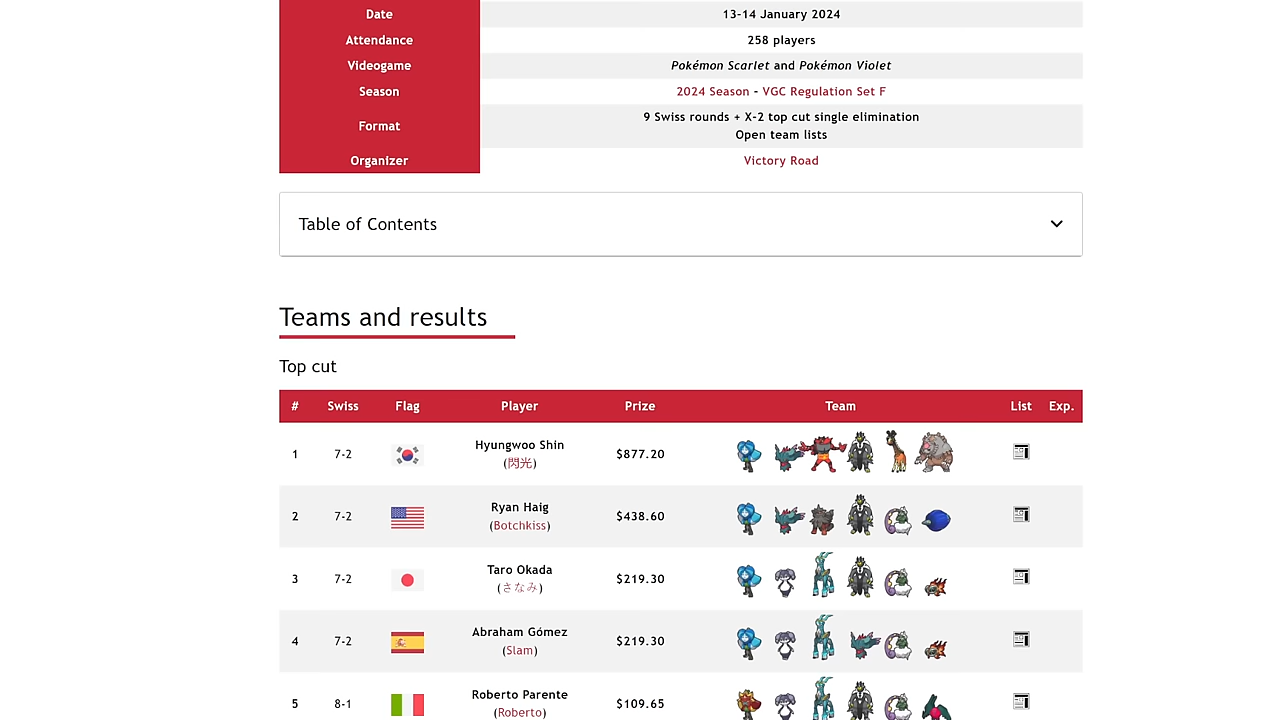 Date 13-14 January 2024
Attendance 258 players
Videogame Pokémon Scarlet and Pokémon Violet
Season 2024 Season - VGC Regulation Set F
Format 9 Swiss rounds + X-2 top cut single elimination
Open team lists
Organizer Victory Road
Table of Contents
Teams and results
Top cut
# Swiss Flag Player Prize Team List Exp.
1 7-2 Hyungwoo Shin $877.20
(閃光)
2 7-2 Ryan Haig $438.60
(Botchkiss)
3 7-2 Taro Okada $219.30
(さなみ)
4 7-2 Abraham Gómez $219.30
(Slam)
5 8-1 Roberto Parente $109.65
(Roberto)